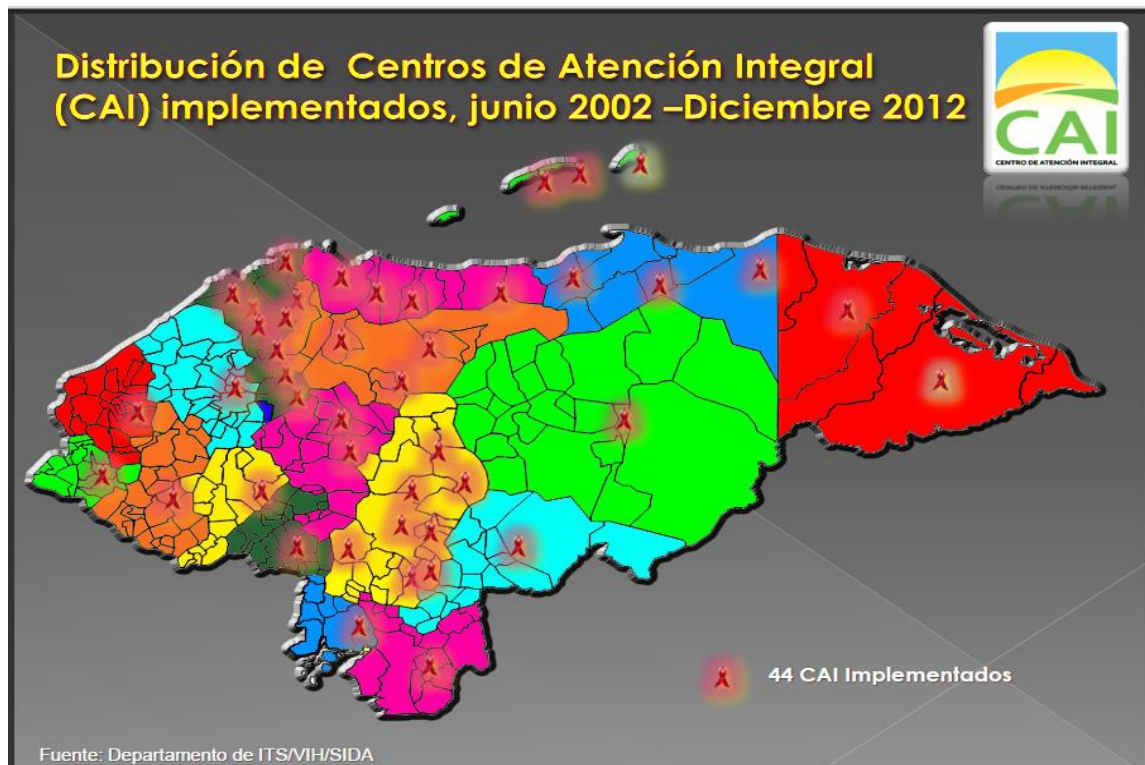 Distribución de Centros de Atención Integral
(CAI) implementados, junio 2002 –Diciembre 2012
CAI
CENTRO DE ATENCIÓN INTEGRAL
44 CAI Implementados
Fuente: Departamento de ITS/VIH/SIDA